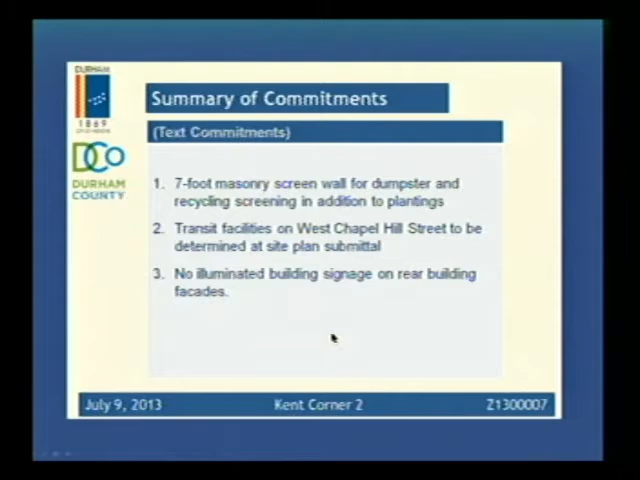 DURHAM
1869
DCo
DURHAM
COUNTY
Summary of Commitments
(Text Commitments)
1. 7-foot masonry screen wall for dumpster and
recycling screening in addition to plantings
2. Transit facilities on West Chapel Hill Street to be
determined at site plan submittal
3. No illuminated building signage on rear building
facades.
July 9, 2013
Kent Corner 2
Z1300007